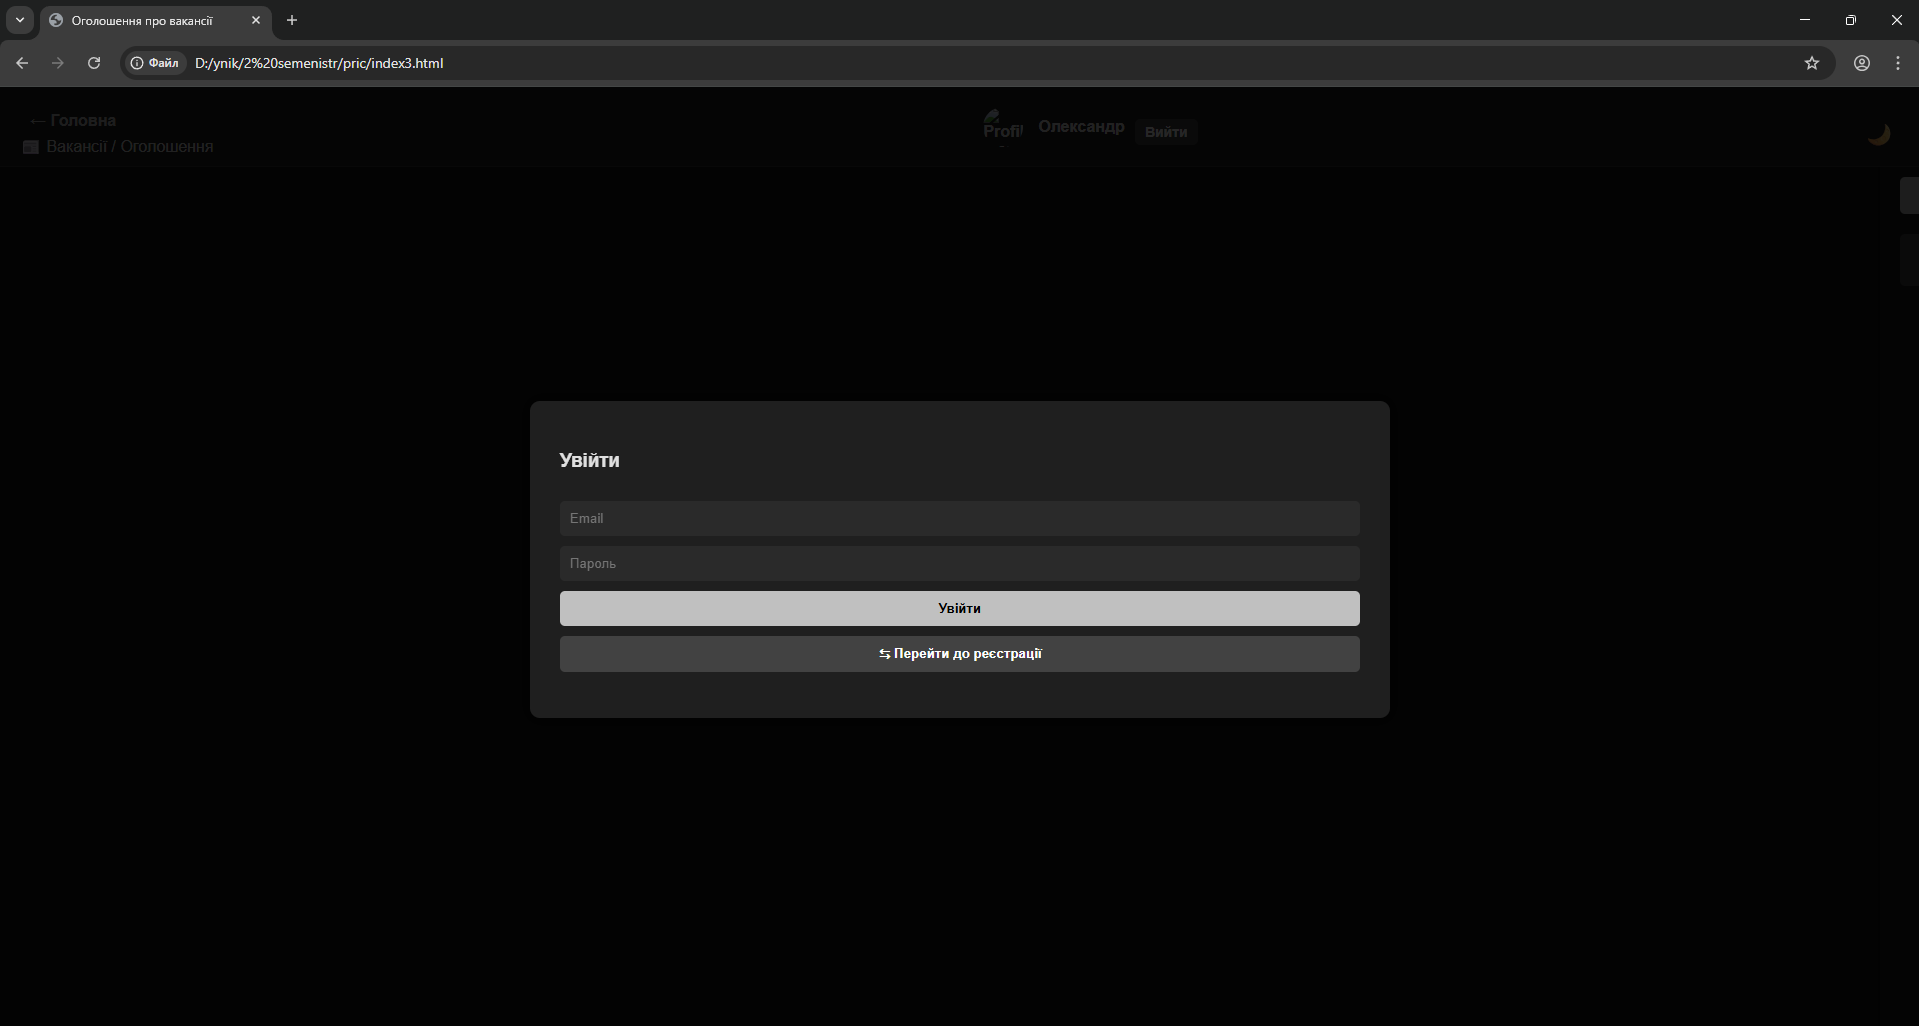 Оголошення про вакансії
Файл
D:/ynik/2%20semenistr/pric/index3.html
← Головна
Вакансії / Оголошення
Profil
Олександр
Вийти
Увійти
Email
Пароль
Увійти
⇆ Перейти до реєстрації